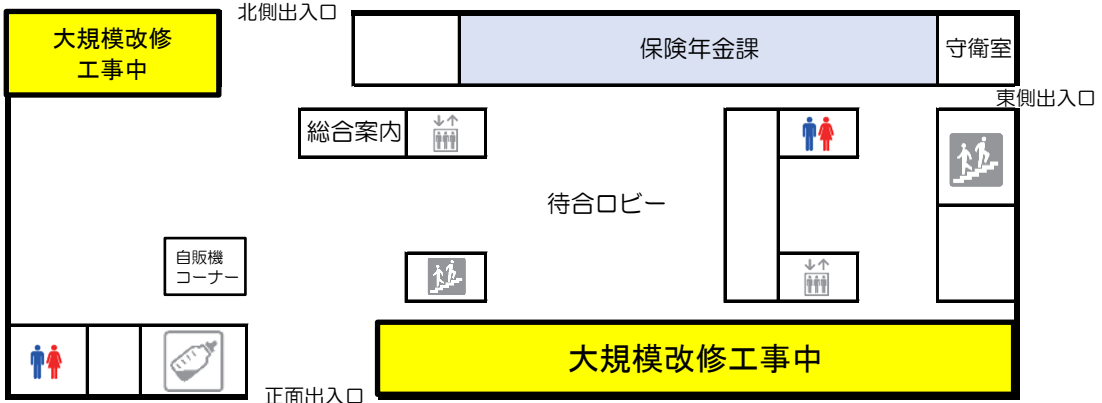 北側出入口
大規模改修
工事中
保険年金課
守衛室
東側出入口
総合案内
待合ロビー
自販機
コーナー
大規模改修工事中
正面出入口